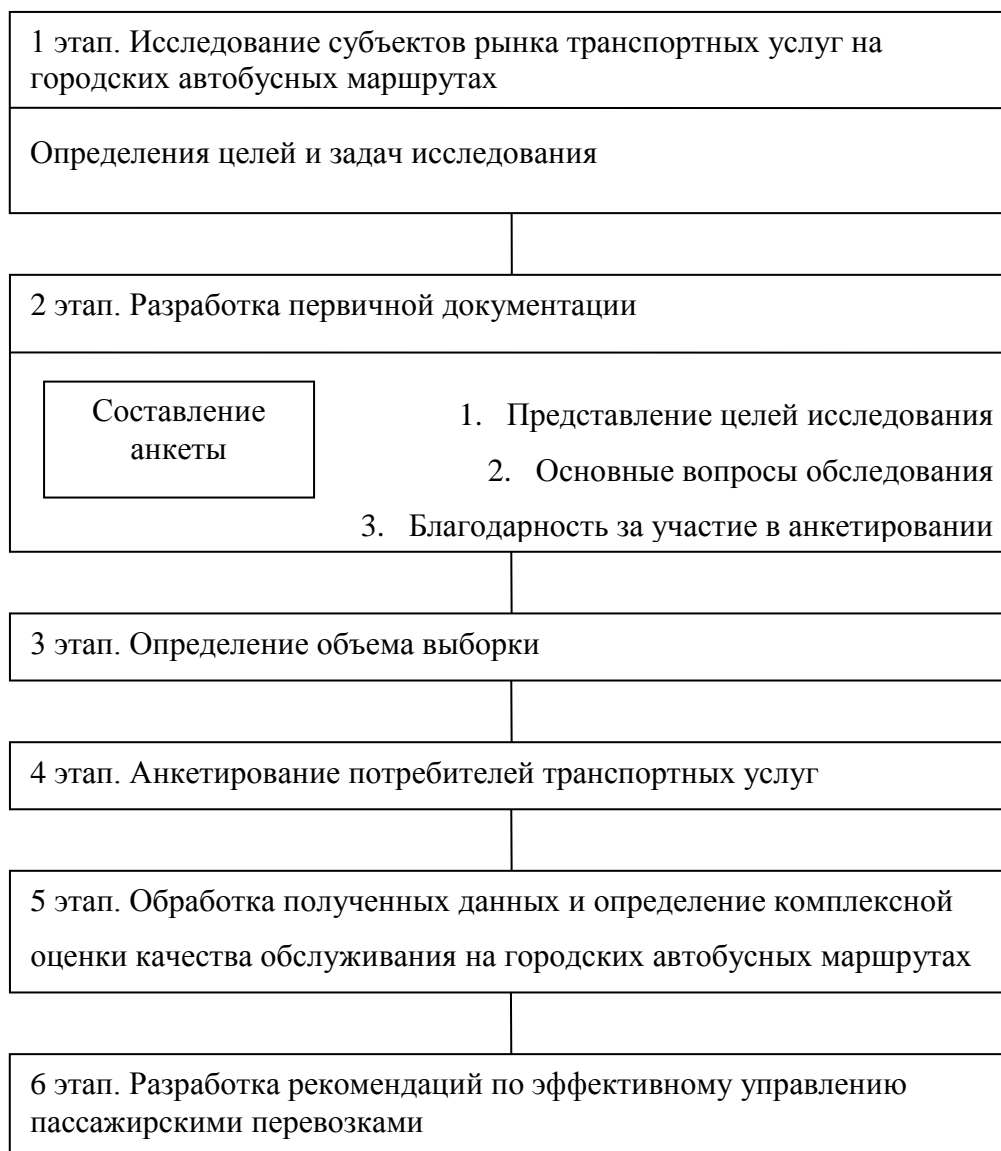 1 этап. Исследование субъектов рынка транспортных услуг на
городских автобусных маршрутах
Определения целей и задач исследования
2 этап. Разработка первичной документации
Составление
анкеты
1. Представление целей исследования
2. Основные вопросы обследования
3. Благодарность за участие в анкетировании
3 этап. Определение объема выборки
4 этап. Анкетирование потребителей транспортных услуг
5 этап. Обработка полученных данных и определение комплексной
оценки качества обслуживания на городских автобусных маршрутах
6 этап. Разработка рекомендаций по эффективному управлению
пассажирскими перевозками